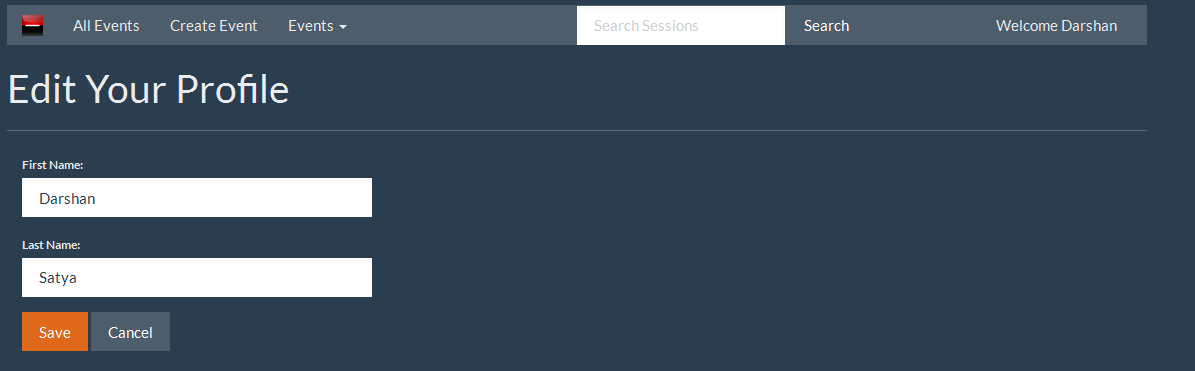 All Events Create Event Events Search Sessions Search Welcome Darshan
Edit Your Profile
First Name:
Darshan
Last Name:
Satya
Save Cancel